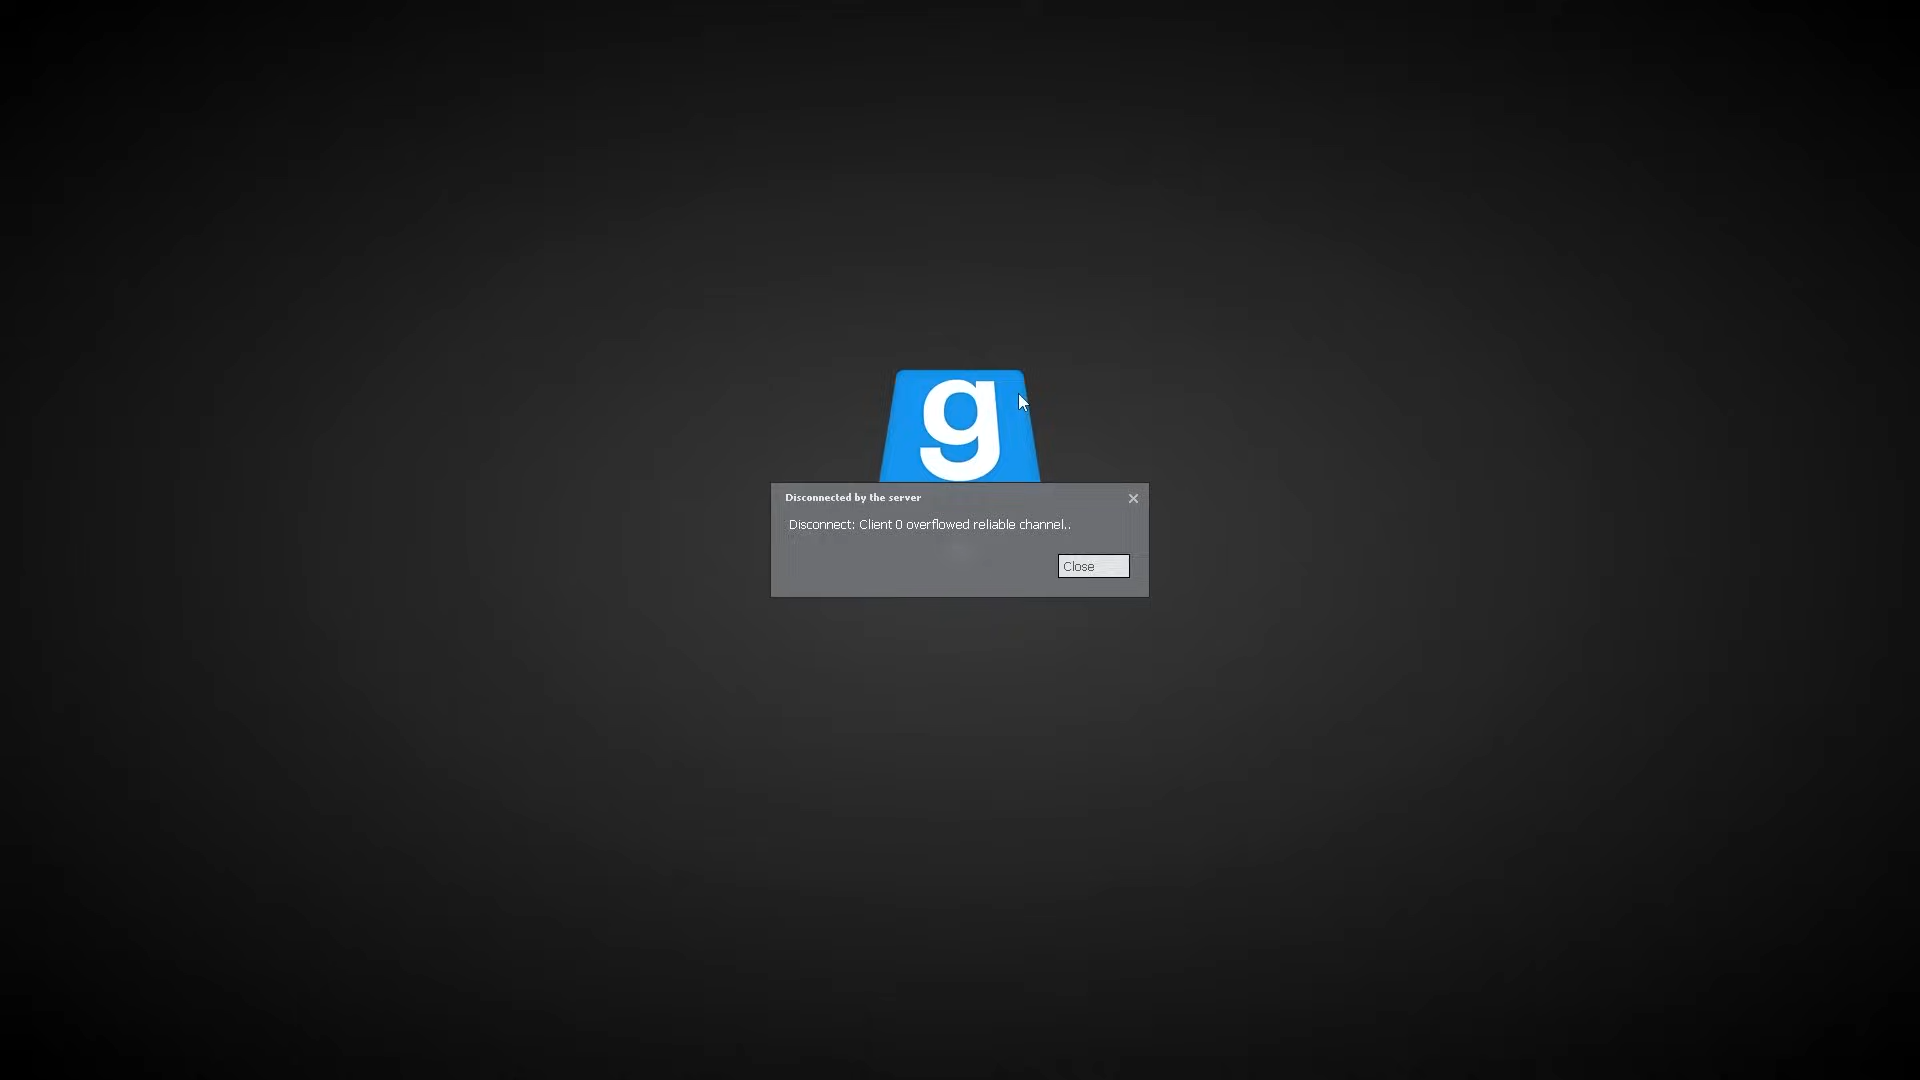 g
Disconnected by the server
Disconnect: Client 0 overflowed reliable channel..
Close